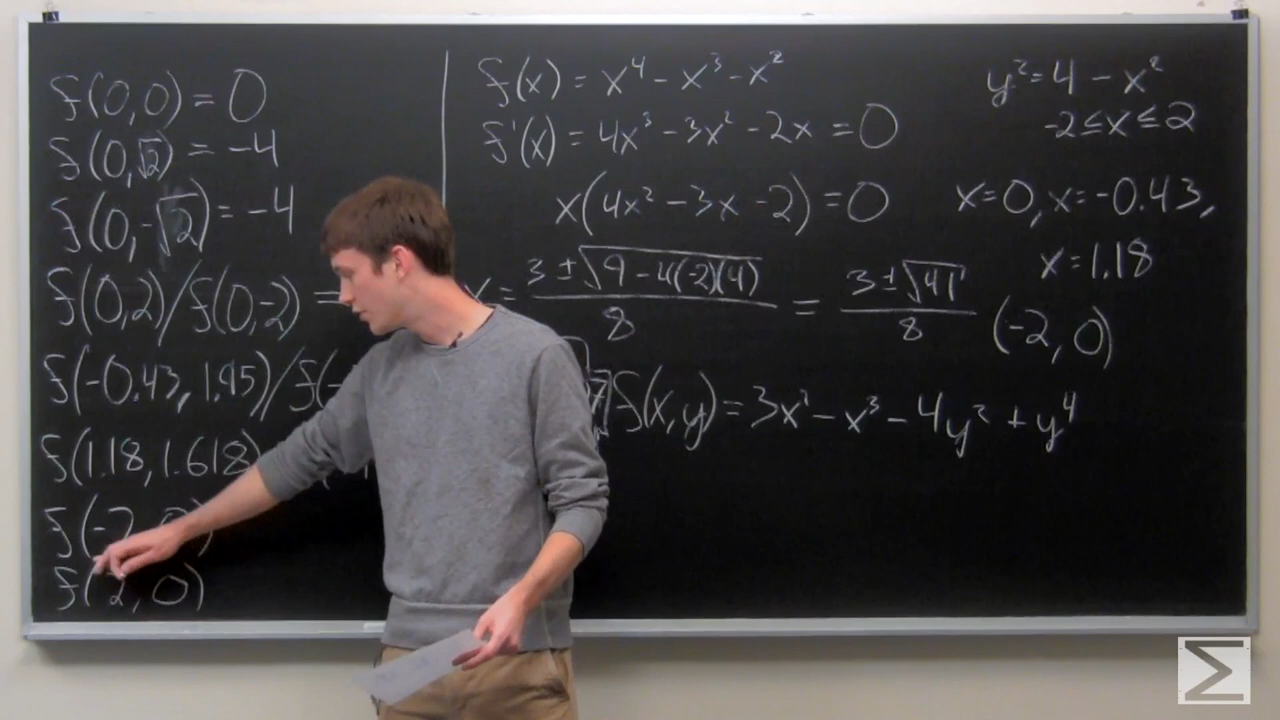 f(0,0) = 0
f(0,√2) = -4
f(0,-√2) = -4
f(0,2)/f(0,-2) =
f(-0.43, 1.95)/f(-
f(1.18, 1.618)
f(-2, 0)
f(2, 0)
f(x) = x⁴ - x³ - x²
f'(x) = 4x³ - 3x² - 2x = 0
x(4x² - 3x - 2) = 0
x = 3 ± √9 - 4(-2)(4) / 8 = 3 ± √41 / 8
f(x,y) = 3x² - x³ - 4y² + y⁴
y² = 4 - x²
-2 ≤ x ≤ 2
x=0, x=-0.43,
x=1.18
(-2, 0)
Σ